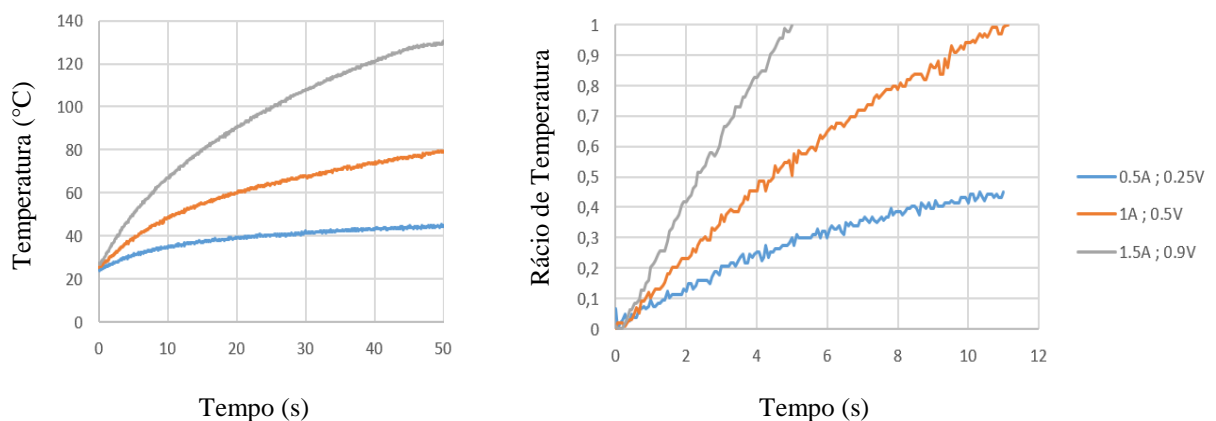 Temperatura (°C)
140
120
100
80
60
40
20
0
0 10 20 30 40 50
Tempo (s)
Rácio de Temperatura
1
0,9
0,8
0,7
0,6
0,5
0,4
0,3
0,2
0,1
0
0 2 4 6 8 10 12
Tempo (s)
0.5A ; 0.25V
1A ; 0.5V
1.5A ; 0.9V